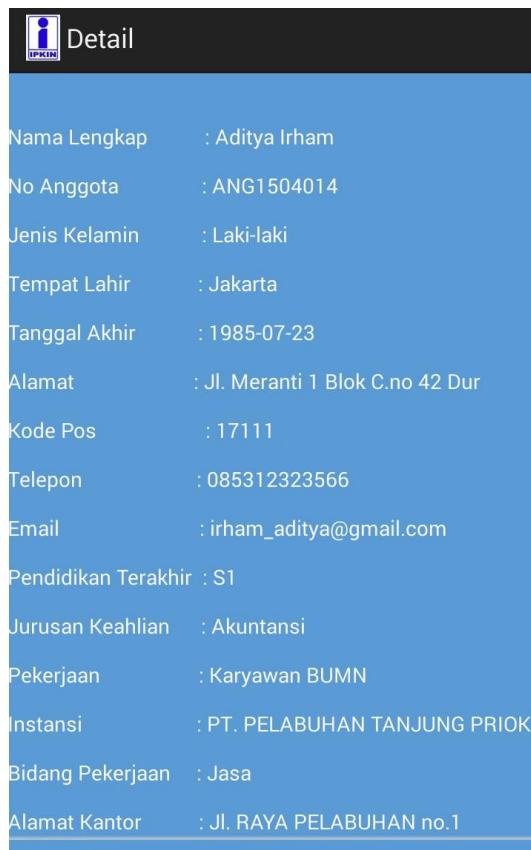 IPKIN
Detail
Nama Lengkap : Aditya Irham
No Anggota : ANG1504014
Jenis Kelamin : Laki-laki
Tempat Lahir : Jakarta
Tanggal Akhir : 1985-07-23
Alamat : Jl. Meranti 1 Blok C.no 42 Dur
Kode Pos : 17111
Telepon : 085312323566
Email : irham_aditya@gmail.com
Pendidikan Terakhir : S1
Jurusan Keahlian : Akuntansi
Pekerjaan : Karyawan BUMN
Instansi : PT. PELABUHAN TANJUNG PRIOK
Bidang Pekerjaan : Jasa
Alamat Kantor : Jl. RAYA PELABUHAN no.1